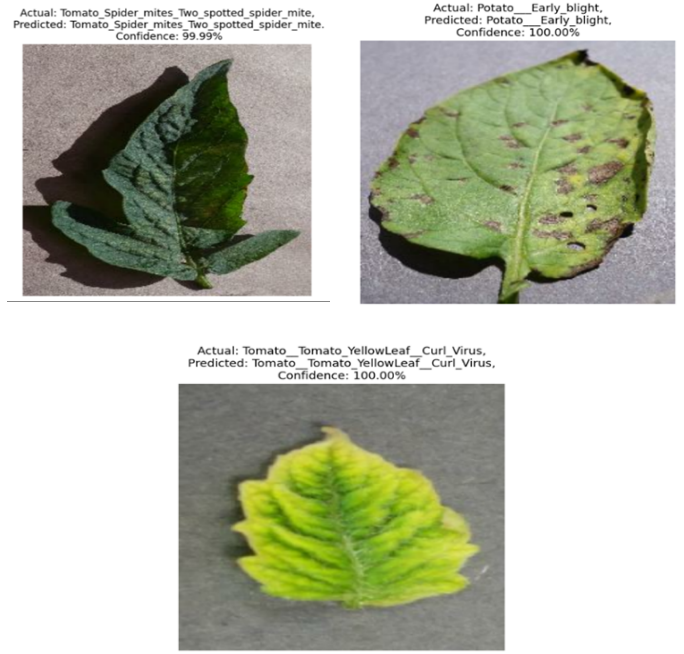 Actual: Tomato_Spider_mites_Two_spotted_spider_mite,
Predicted: Tomato_Spider_mites_Two_spotted_spider_mite.
Confidence: 99.99%
Actual: Potato___Early_blight,
Predicted: Potato___Early_blight,
Confidence: 100.00%
Actual: Tomato__Tomato_YellowLeaf__Curl_Virus,
Predicted: Tomato__Tomato_YellowLeaf__Curl_Virus,
Confidence: 100.00%